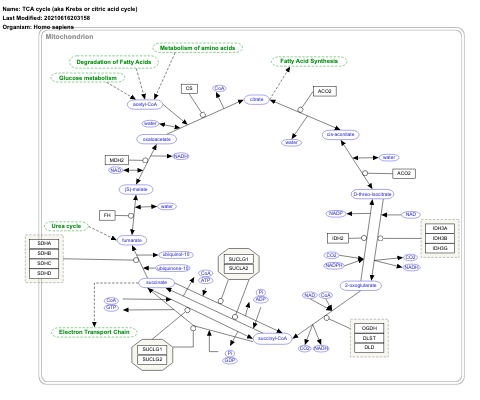 Name: TCA cycle (aka Krebs or citric acid cycle)
Last Modified: 20210616203158
Organism: Homo sapiens
Mitochondrion
Metabolism of amino acids
Degradation of Fatty Acids
Fatty Acid Synthesis
Glucose metabolism
CS
CoA
ACO2
acetyl-CoA
citrate
water
water
cis-aconitate
oxaloacetate
MDH2
NADH
NAD
water
ACO2
(S)-malate
D-threo-isocitrate
water
FH
NADP
NAD
Urea cycle
IDH3A
IDH3B
IDH3G
IDH2
fumarate
SDHA
SDHB
SDHC
SDHD
ubiquinol-10
ubiquinone-10
SUCLG1
SUCLA2
CO2
NADPH
CO2
NADH
CoA
ATP
succinate
2-oxoglutarate
Pi
ADP
NAD
CoA
CoA
GTP
Electron Transport Chain
OGDH
DLST
DLD
succinyl-CoA
SUCLG1
SUCLG2
Pi
GDP
CO2
NADH